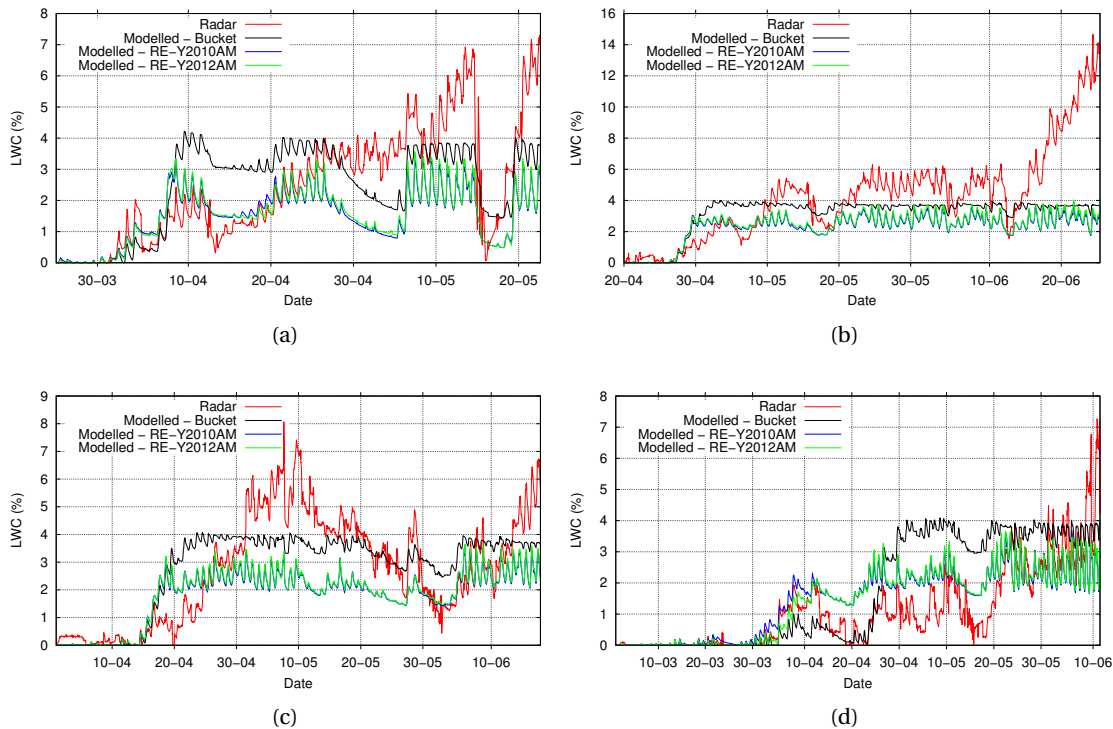 8
7
6
5
4
3
2
1
0
LWC (%)
Radar
Modelled − Bucket
Modelled − RE−Y2010AM
Modelled − RE−Y2012AM
30−03 10−04 20−04 30−04 10−05 20−05
Date
(a)
16
14
12
10
8
6
4
2
0
LWC (%)
Radar
Modelled − Bucket
Modelled − RE−Y2010AM
Modelled − RE−Y2012AM
20−04 30−04 10−05 20−05 30−05 10−06 20−06
Date
(b)
9
8
7
6
5
4
3
2
1
0
LWC (%)
Radar
Modelled − Bucket
Modelled − RE−Y2010AM
Modelled − RE−Y2012AM
10−04 20−04 30−04 10−05 20−05 30−05 10−06
Date
(c)
8
7
6
5
4
3
2
1
0
LWC (%)
Radar
Modelled − Bucket
Modelled − RE−Y2010AM
Modelled − RE−Y2012AM
10−03 20−03 30−03 10−04 20−04 30−04 10−05 20−05 30−05 10−06
Date
(d)